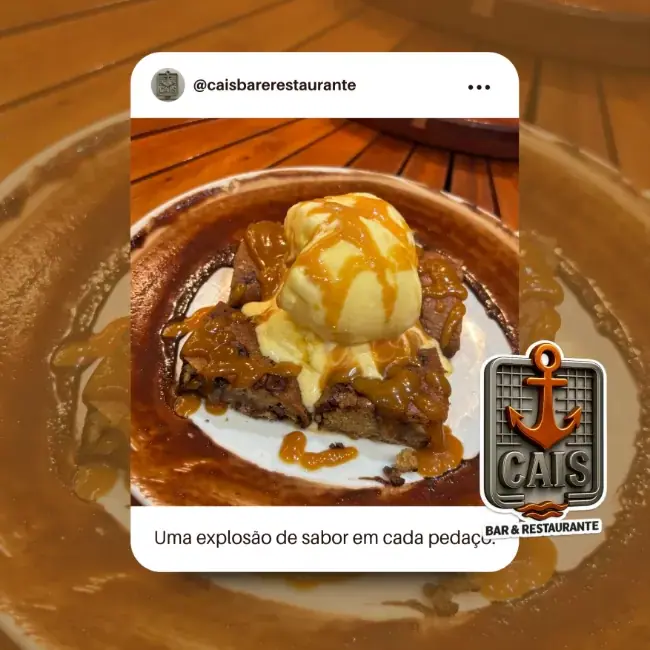 @caisbarerestaurante
CAIS
BAR & RESTAURANTE
Uma explosão de sabor em cada pedaço.